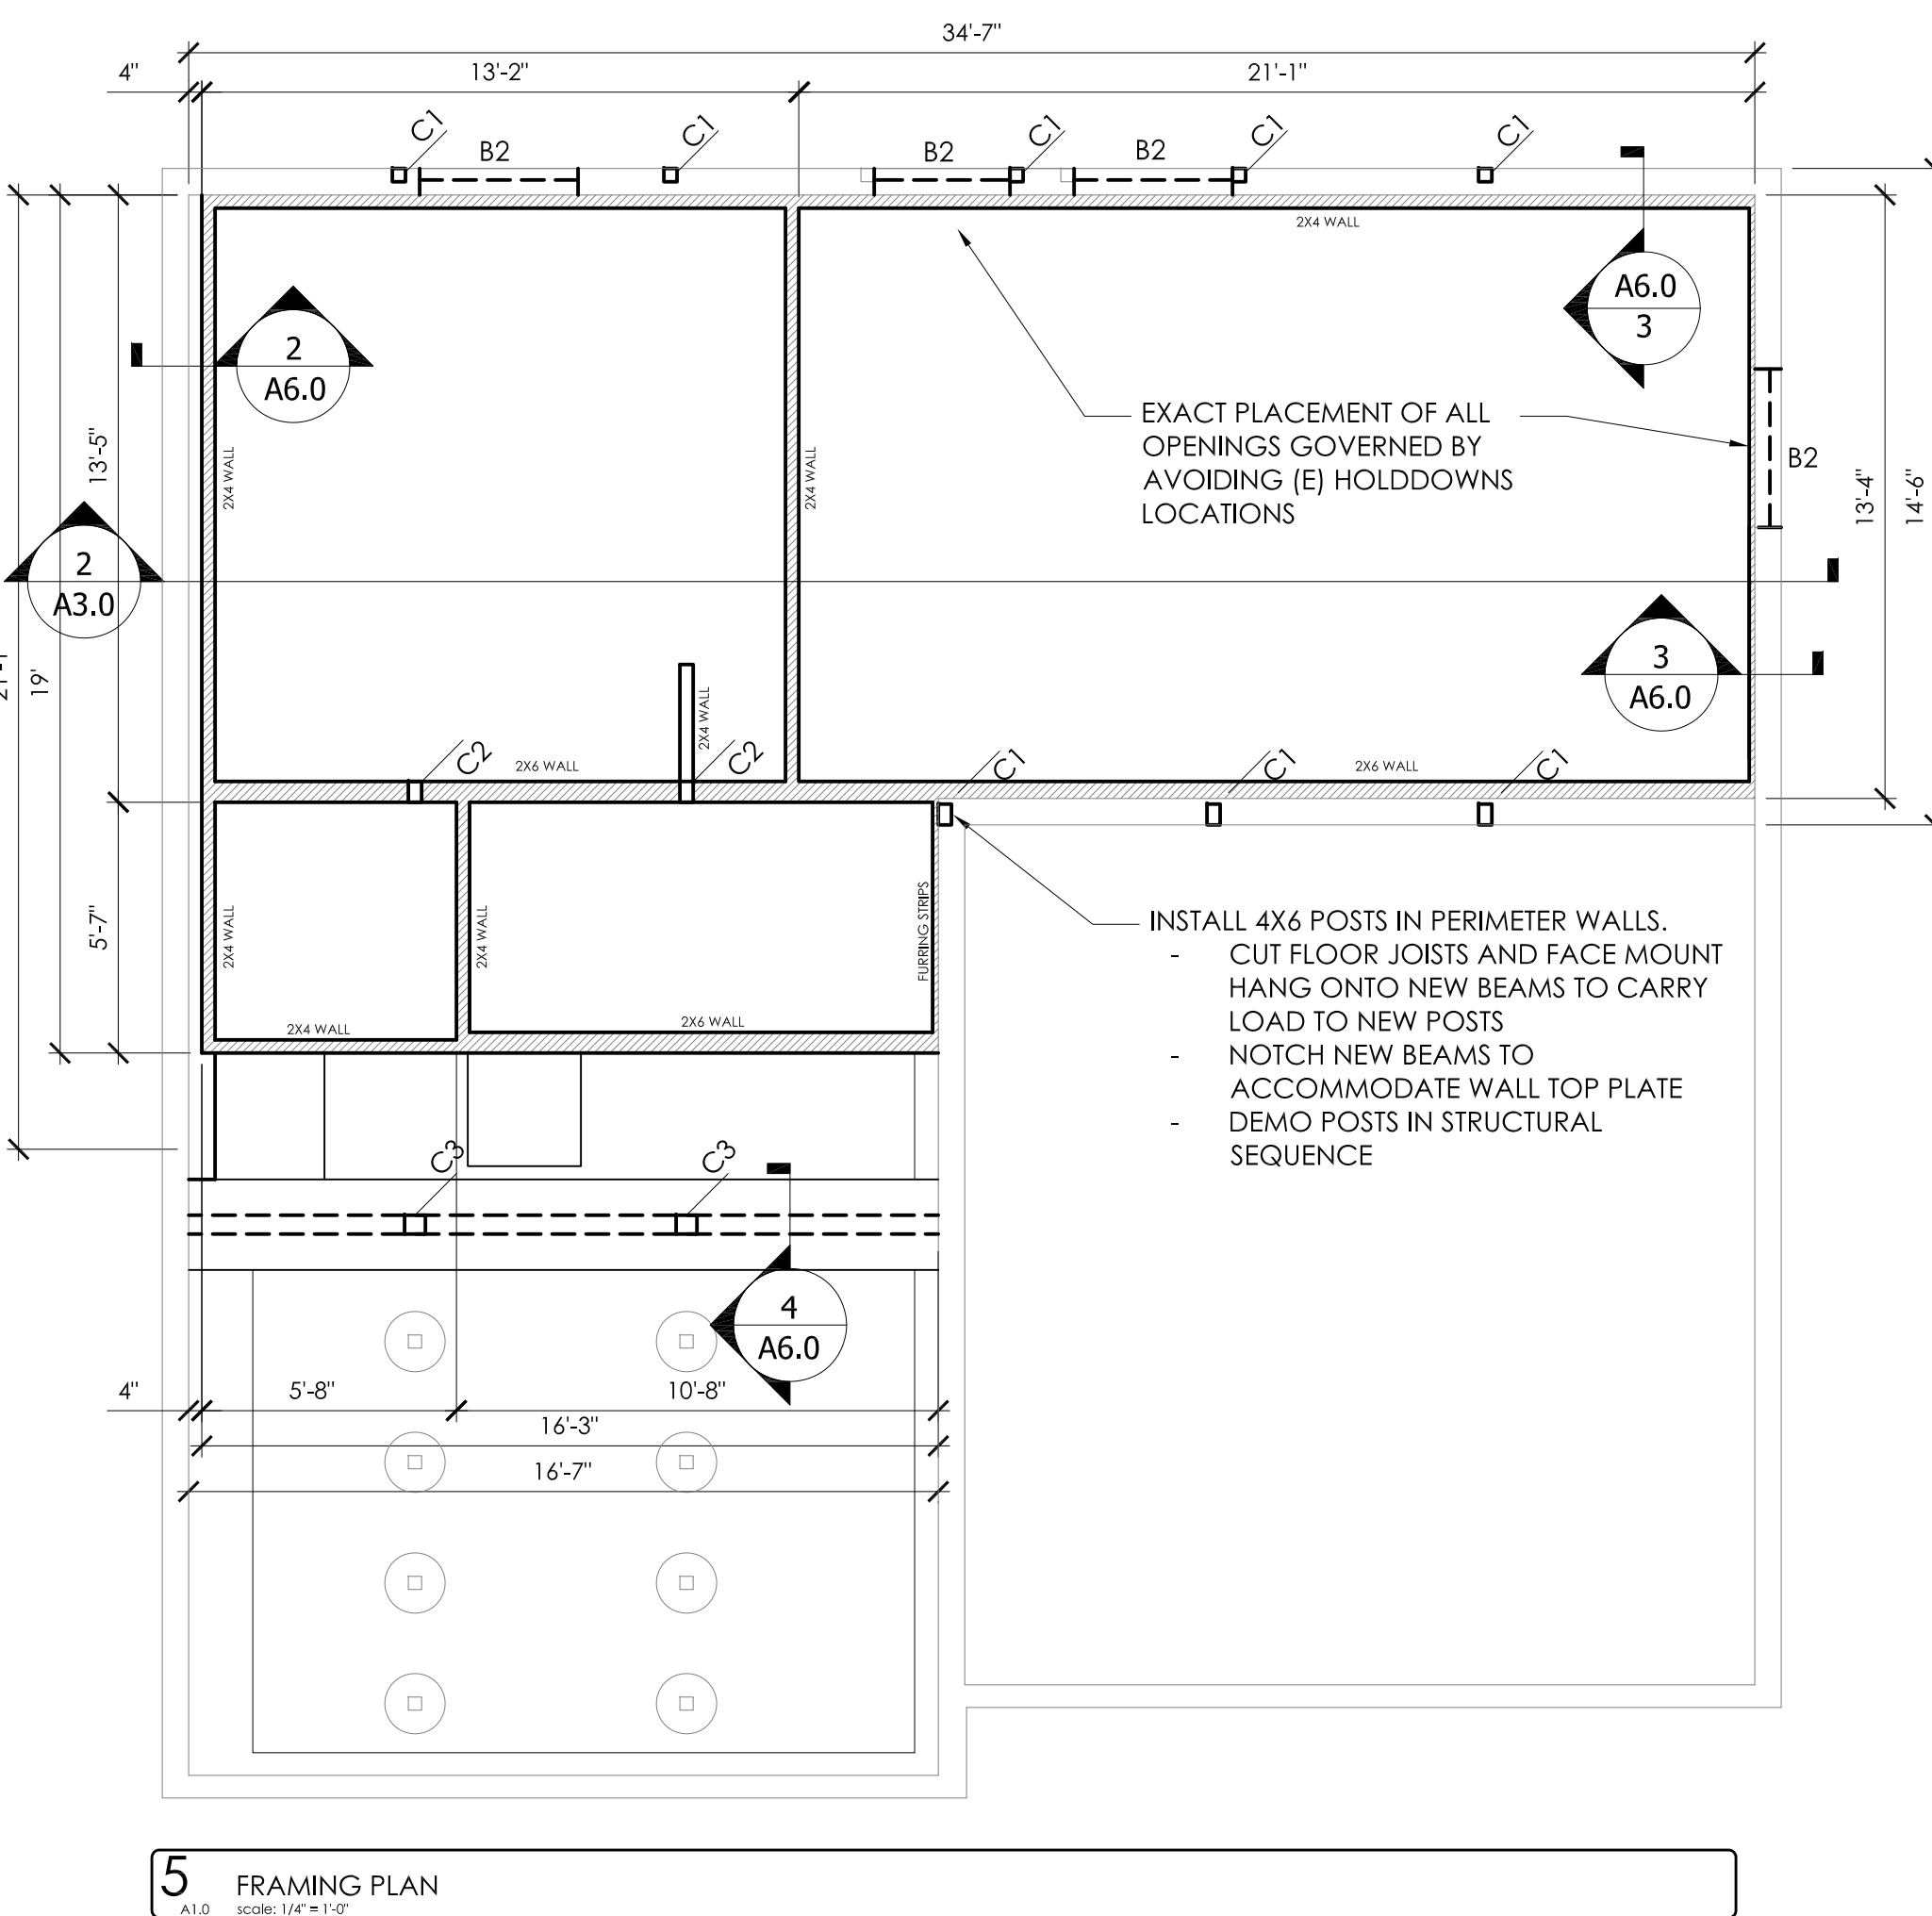 34'-7"
4"
13'-2"
21'-1"
C1
C1
C1
C1
C1
B2
B2
B2
2X4 WALL
A6.0
3
2
A6.0
EXACT PLACEMENT OF ALL
OPENINGS GOVERNED BY
AVOIDING (E) HOLDDOWNS
LOCATIONS
B2
13'-5"
2X4 WALL
2X4 WALL
13'-4"
14'-6"
2
A3.0
19'
3
A6.0
2X4 WALL
C2
2X6 WALL
C2
C1
C1
2X6 WALL
C1
5'-7"
2X4 WALL
2X4 WALL
FURRING STRIPS
INSTALL 4X6 POSTS IN PERIMETER WALLS.
- CUT FLOOR JOISTS AND FACE MOUNT
HANG ONTO NEW BEAMS TO CARRY
LOAD TO NEW POSTS
- NOTCH NEW BEAMS TO
ACCOMMODATE WALL TOP PLATE
- DEMO POSTS IN STRUCTURAL
SEQUENCE
2X4 WALL
2X6 WALL
C3
C3
4
A6.0
4"
5'-8"
10'-8"
16'-3"
16'-7"
5
FRAMING PLAN
A1.0
scale: 1/4" = 1'-0"